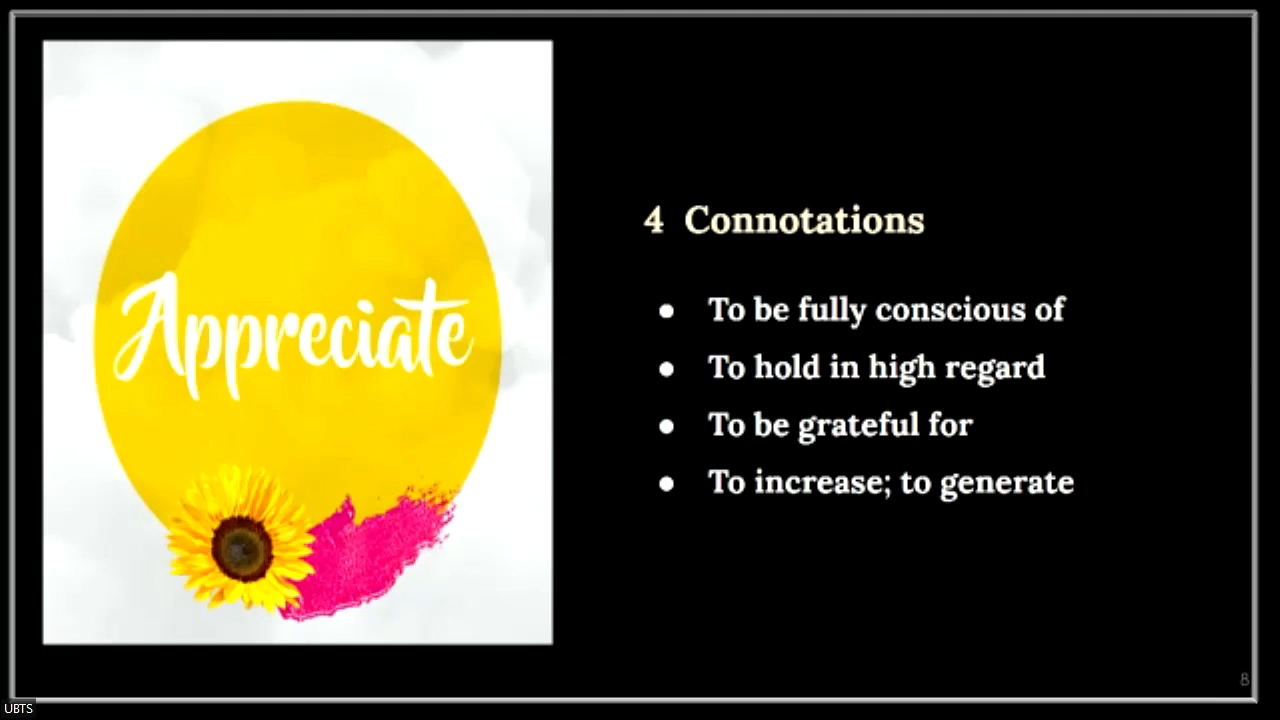 Appreciate
4 Connotations
● To be fully conscious of
● To hold in high regard
● To be grateful for
● To increase; to generate
8
UBTS